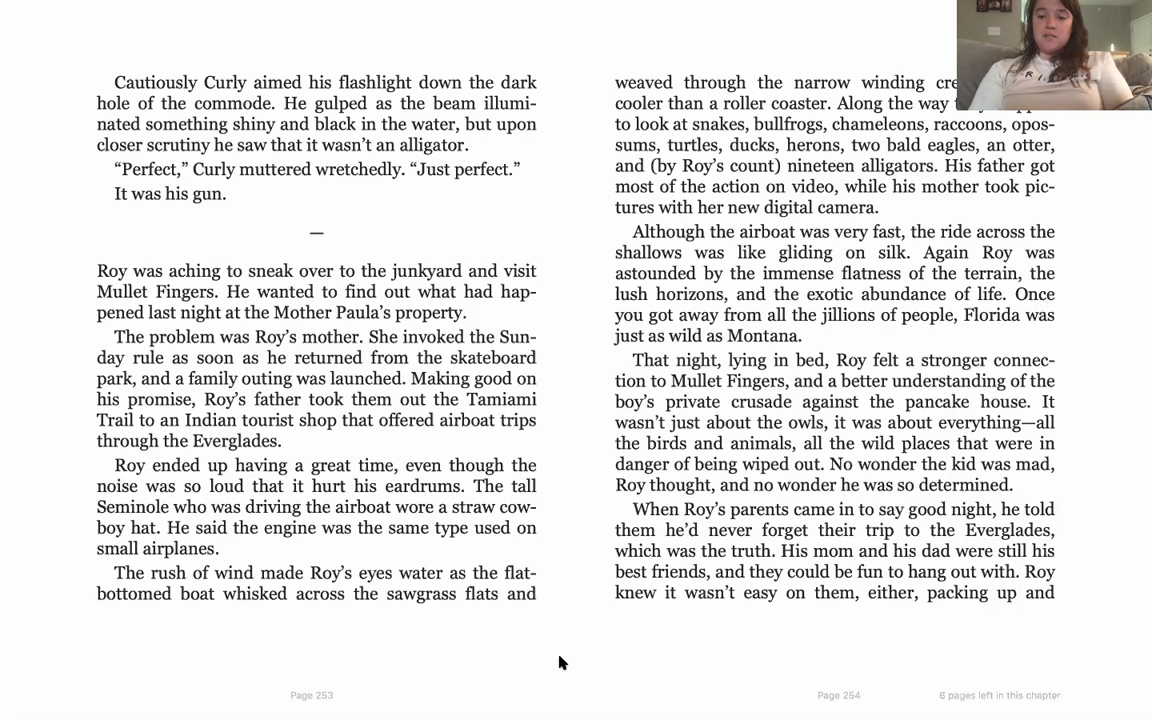 Cautiously Curly aimed his flashlight down the dark
hole of the commode. He gulped as the beam illumi-
nated something shiny and black in the water, but upon
closer scrutiny he saw that it wasn’t an alligator.
“Perfect,” Curly muttered wretchedly. “Just perfect.”
It was his gun.
—
Roy was aching to sneak over to the junkyard and visit
Mullet Fingers. He wanted to find out what had hap-
pened last night at the Mother Paula’s property.
The problem was Roy’s mother. She invoked the Sun-
day rule as soon as he returned from the skateboard
park, and a family outing was launched. Making good on
his promise, Roy’s father took them out the Tamiami
Trail to an Indian tourist shop that offered airboat trips
through the Everglades.
Roy ended up having a great time, even though the
noise was so loud that it hurt his eardrums. The tall
Seminole who was driving the airboat wore a straw cow-
boy hat. He said the engine was the same type used on
small airplanes.
The rush of wind made Roy’s eyes water as the flat-
bottomed boat whisked across the sawgrass flats and
Page 253
weaved through the narrow winding
cooler than a roller coaster. Along the way
to look at snakes, bullfrogs, chameleons, raccoons, opos-
sums, turtles, ducks, herons, two bald eagles, an otter,
and (by Roy’s count) nineteen alligators. His father got
most of the action on video, while his mother took pic-
tures with her new digital camera.
Although the airboat was very fast, the ride across the
shallows was like gliding on silk. Again Roy was
astounded by the immense flatness of the terrain, the
lush horizons, and the exotic abundance of life. Once
you got away from all the jillions of people, Florida was
just as wild as Montana.
That night, lying in bed, Roy felt a stronger connec-
tion to Mullet Fingers, and a better understanding of the
boy’s private crusade against the pancake house. It
wasn’t just about the owls, it was about everything—all
the birds and animals, all the wild places that were in
danger of being wiped out. No wonder the kid was mad,
Roy thought, and no wonder he was so determined.
When Roy’s parents came in to say good night, he told
them he’d never forget their trip to the Everglades,
which was the truth. His mom and his dad were still his
best friends, and they could be fun to hang out with. Roy
knew it wasn’t easy on them, either, packing up and
Page 254
6 pages left in this chapter